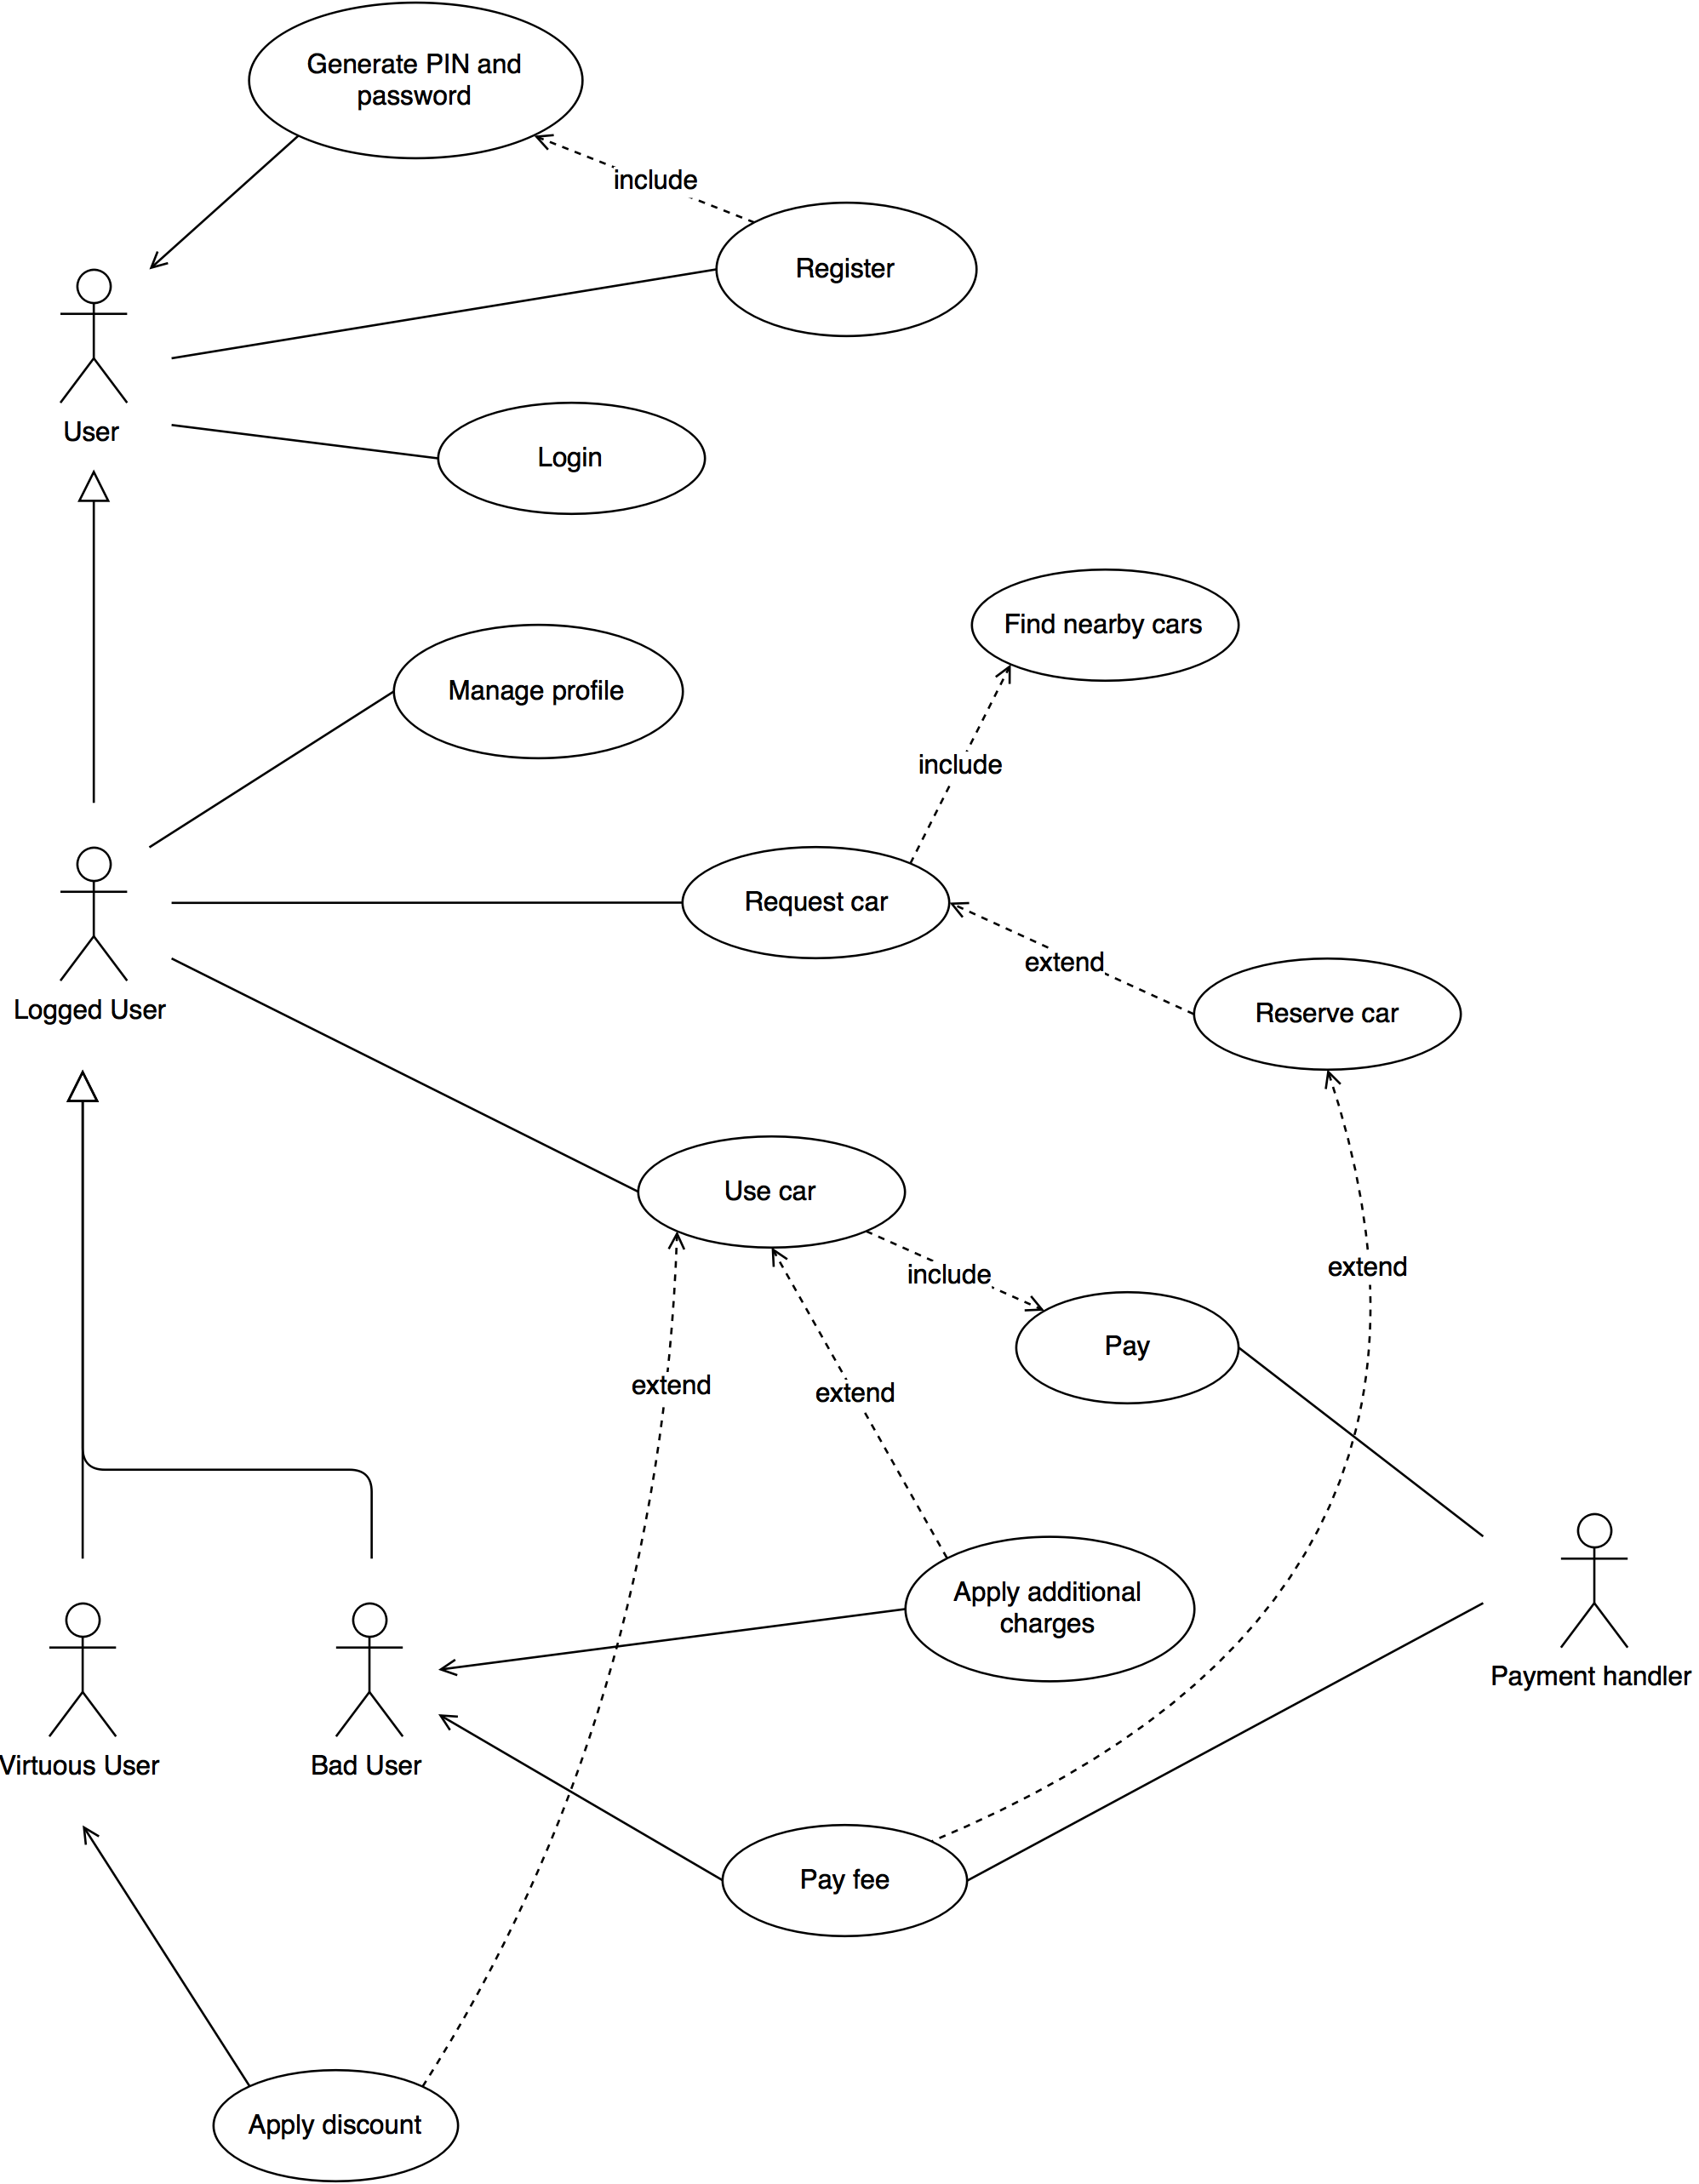 Generate PIN and
password
include
Register
User
Login
Find nearby cars
Manage profile
include
Request car
extend
Logged User
Reserve car
Use car
include
extend
Pay
extend
extend
Apply additional
charges
Payment handler
Virtuous User
Bad User
Pay fee
Apply discount